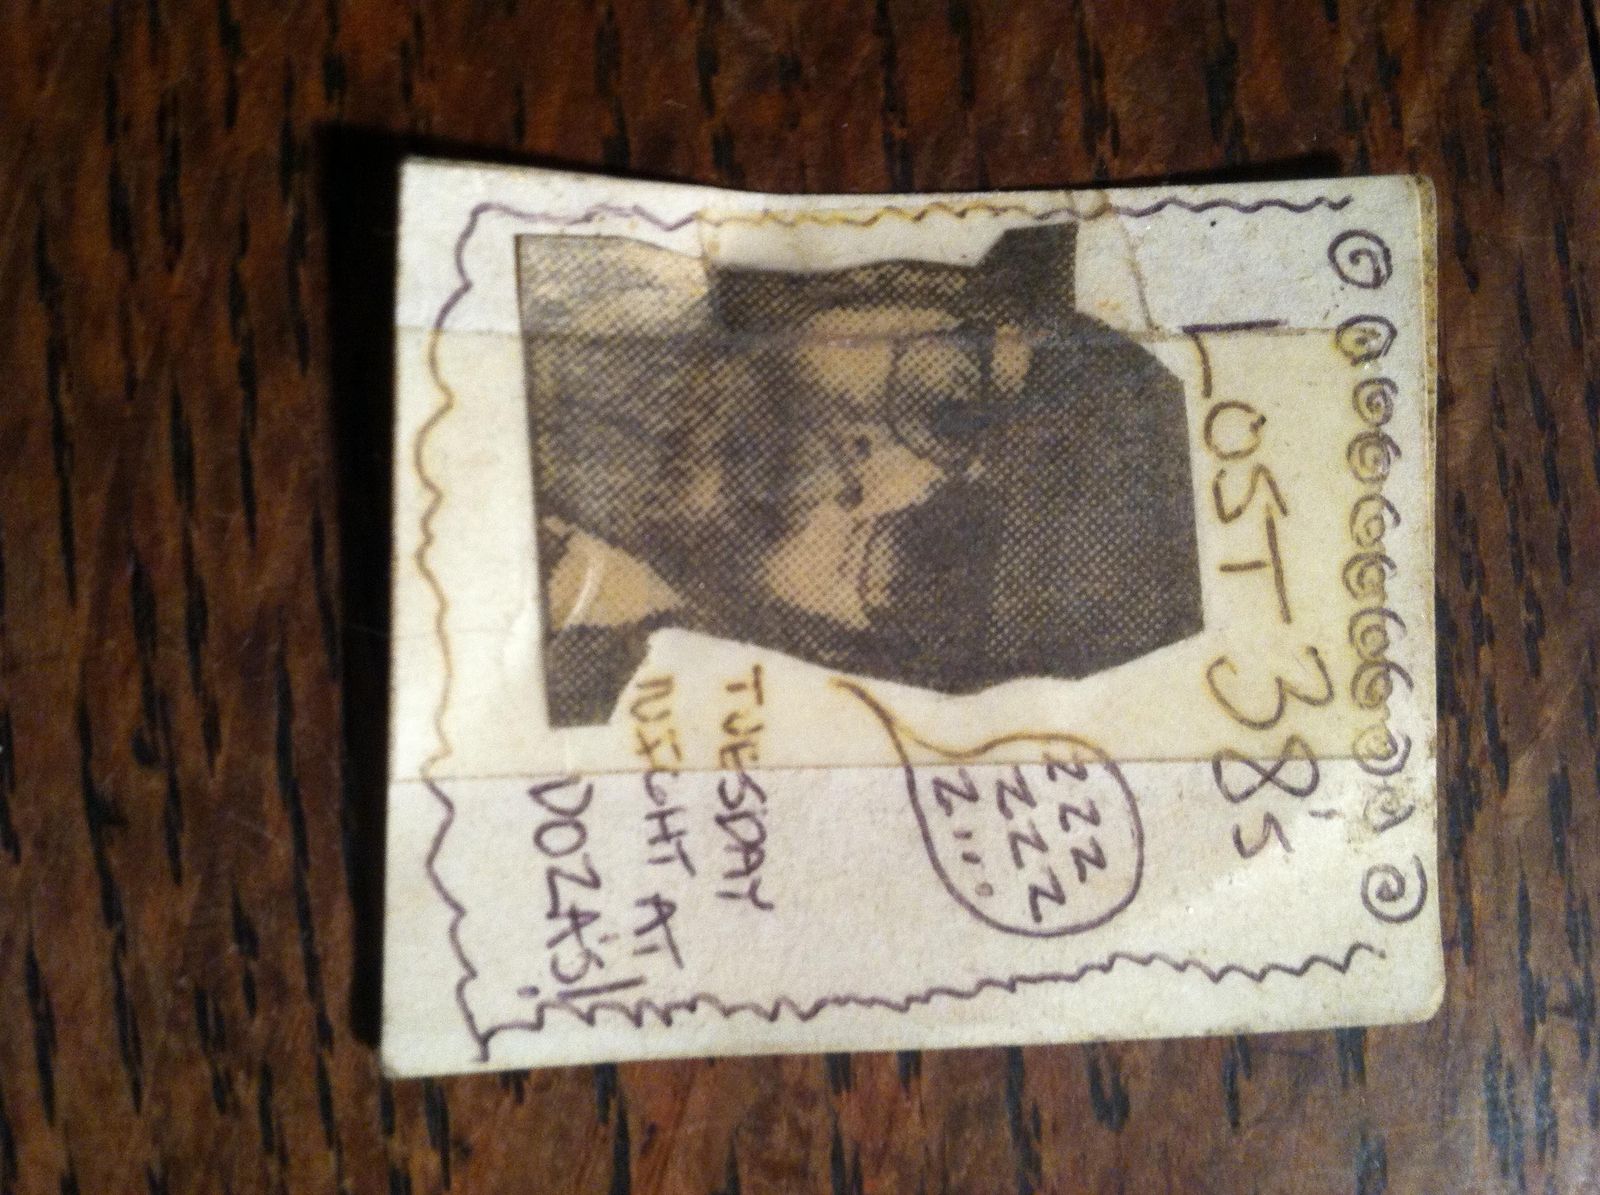 LOST 38's
ZZZ
ZZZ
Z...
TUESDAY
NIGHT AT
DOZA'S!!